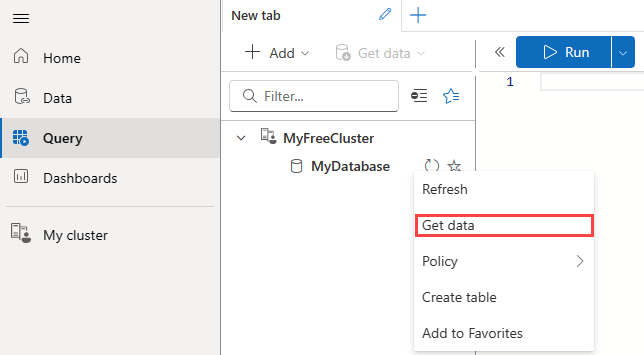 New tab
Home
Data
Query
Dashboards
My cluster
Add
Get data
Run
Filter...
1
MyFreeCluster
MyDatabase
Refresh
Get data
Policy
Create table
Add to Favorites